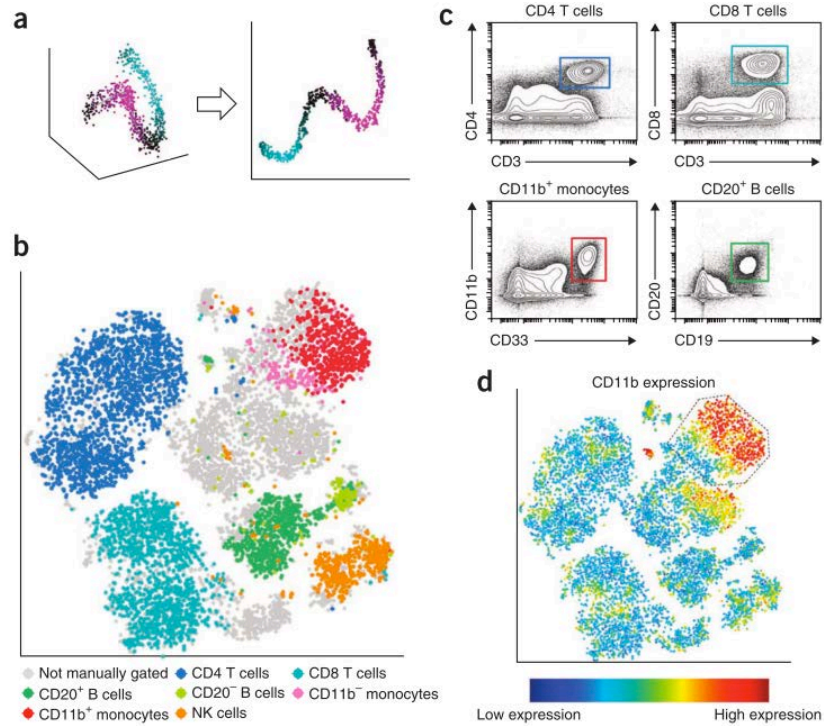 a
b
Not manually gated
CD4 T cells
CD8 T cells
CD20+ B cells
CD20− B cells
CD11b− monocytes
CD11b+ monocytes
NK cells
c
CD4 T cells
CD4
CD3
CD8 T cells
CD8
CD3
CD11b+ monocytes
CD11b
CD33
CD20+ B cells
CD20
CD19
d
CD11b expression
Low expression
High expression